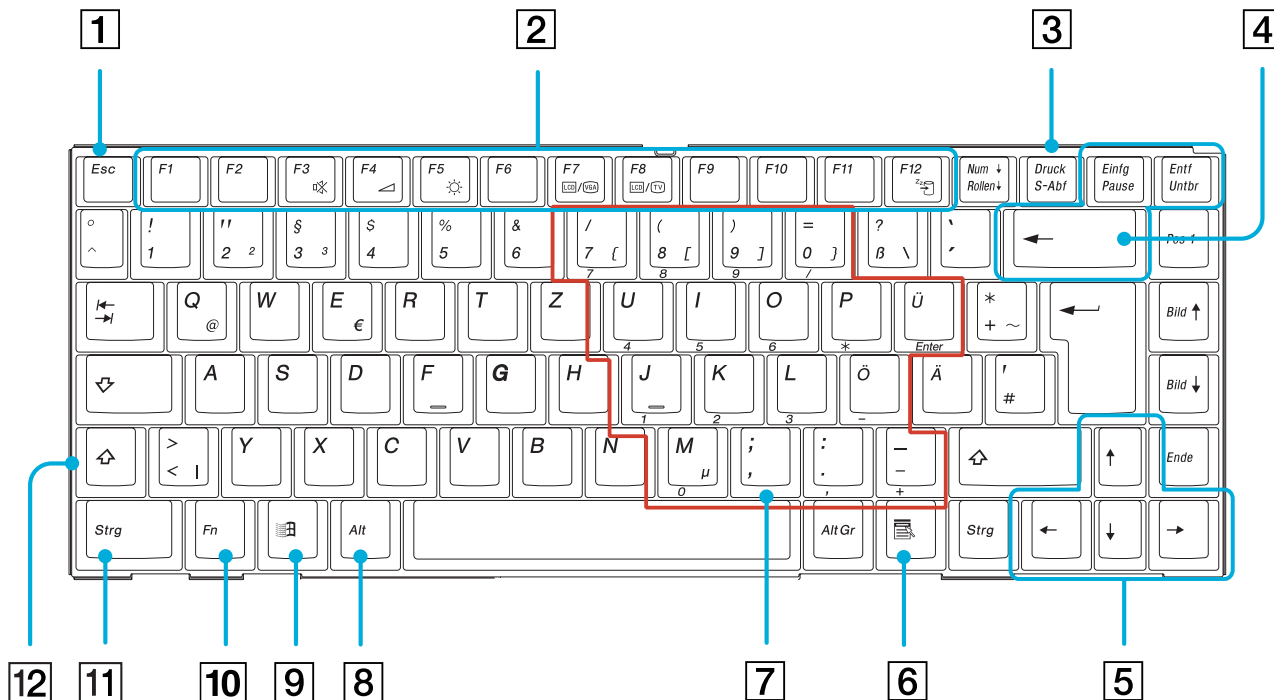 1 2 3 4
Esc F1 F2 F3 F4 F5 F6 F7 F8 F9 F10 F11 F12 Num ↓ Druck Einfg Entf
LCD/VGA LCD/TV Zzz Rollen↓ S-Abf Pause Untbr
° ! " § $ % & / ( ) = ? `
^ 1 2 ² 3 ³ 4 5 6 7 { 8 [ 9 ] 0 } ß \ ´ ← Pos 1
7 8 9 /
Q W E R T Z U I O P Ü *
@ € + ~ Bild ↑
4 5 6 * Enter
A S D F G H J K L Ö Ä '
# Bild ↓
1 2 3 -
> Y X C V B N M ; : — Ende
< | µ , . -
0 , +
Strg Fn Alt Alt Gr Strg ← ↓ →
12 11 10 9 8 7 6 5